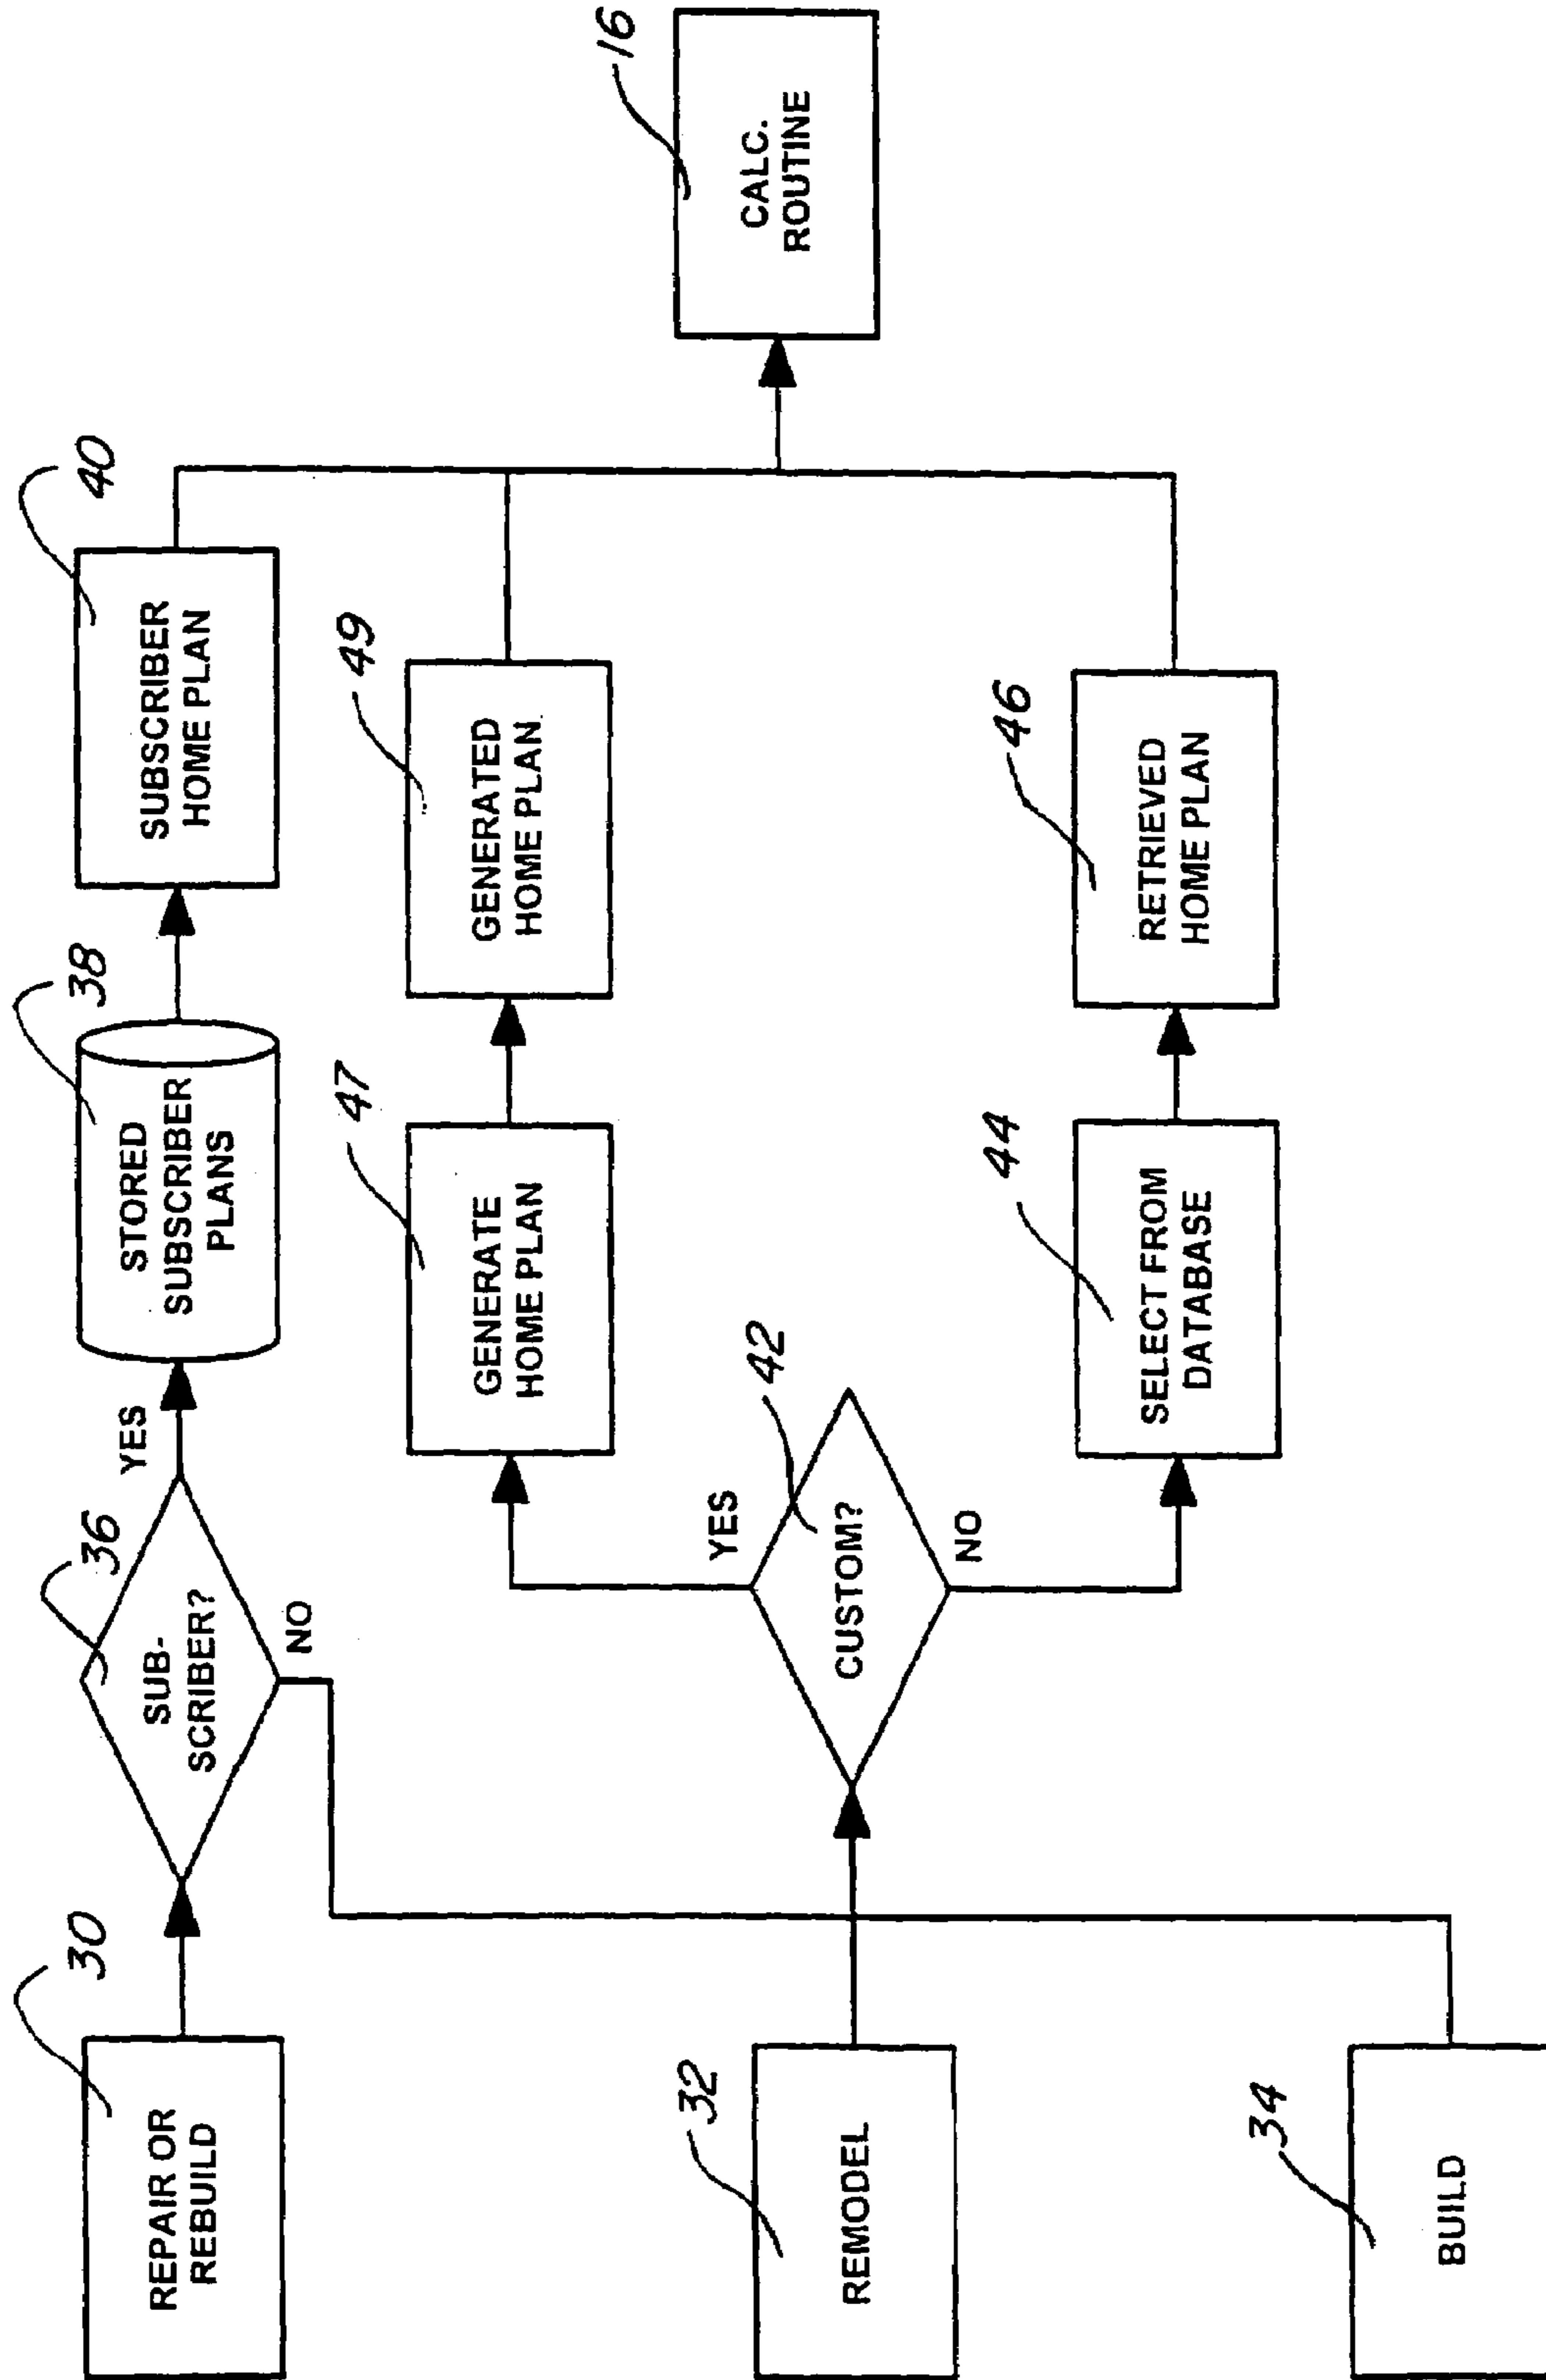 30
REPAIR OR
REBUILD
36
SUB-
SCRIBER?
YES
NO
38
STORED
SUBSCRIBER
PLANS
40
SUBSCRIBER
HOME PLAN
47
GENERATE
HOME PLAN
49
GENERATED
HOME PLAN
16
CALC.
ROUTINE
32
REMODEL
42
CUSTOM?
YES
NO
44
SELECT FROM
DATABASE
46
RETRIEVED
HOME PLAN
34
BUILD